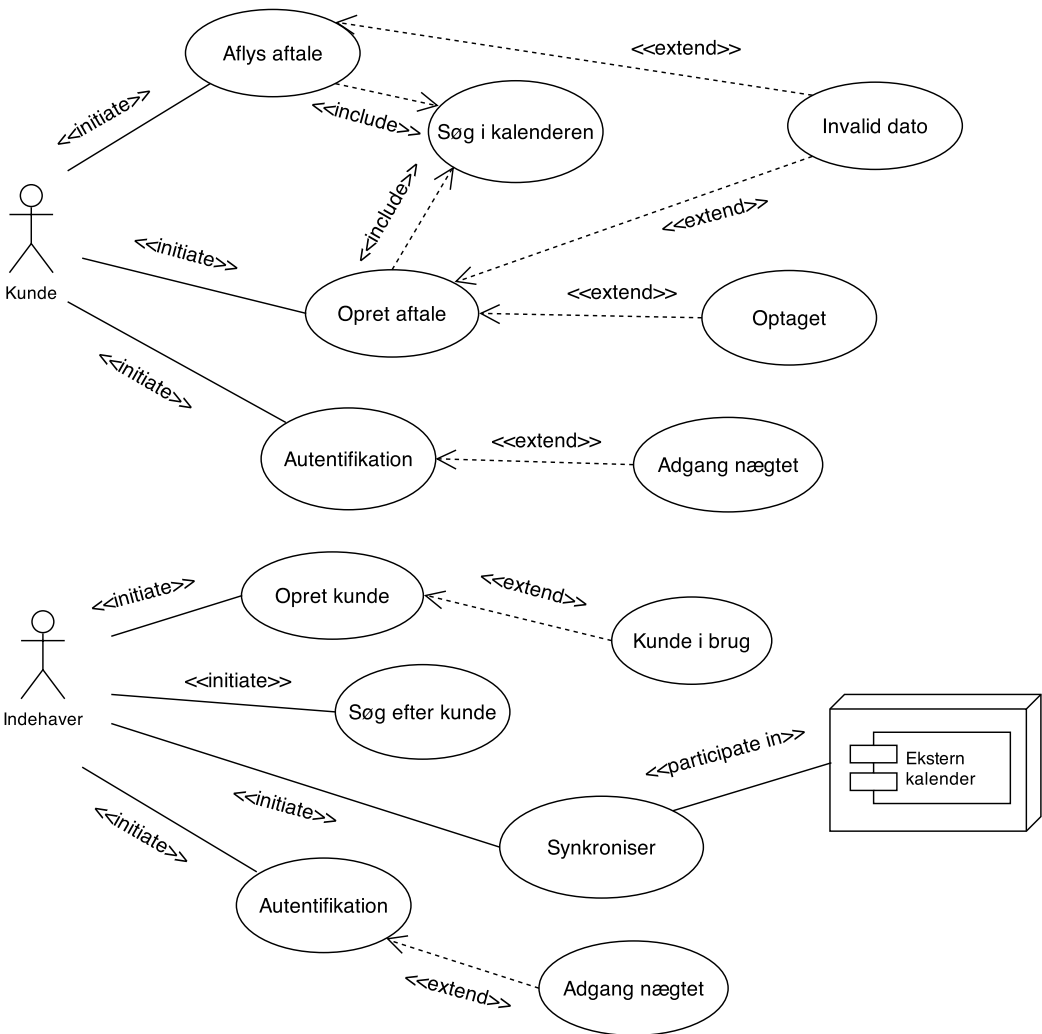 Aflys aftale
<<extend>>
<<initiate>>
<<include>>
Søg i kalenderen
Invalid dato
<<include>>
<<extend>>
Kunde
<<initiate>>
Opret aftale
<<extend>>
Optaget
<<initiate>>
Autentifikation
<<extend>>
Adgang nægtet
<<initiate>>
Opret kunde
<<extend>>
Kunde i brug
Indehaver
<<initiate>>
Søg efter kunde
<<participate in>>
Ekstern
kalender
<<initiate>>
Synkroniser
<<initiate>>
Autentifikation
<<extend>>
Adgang nægtet